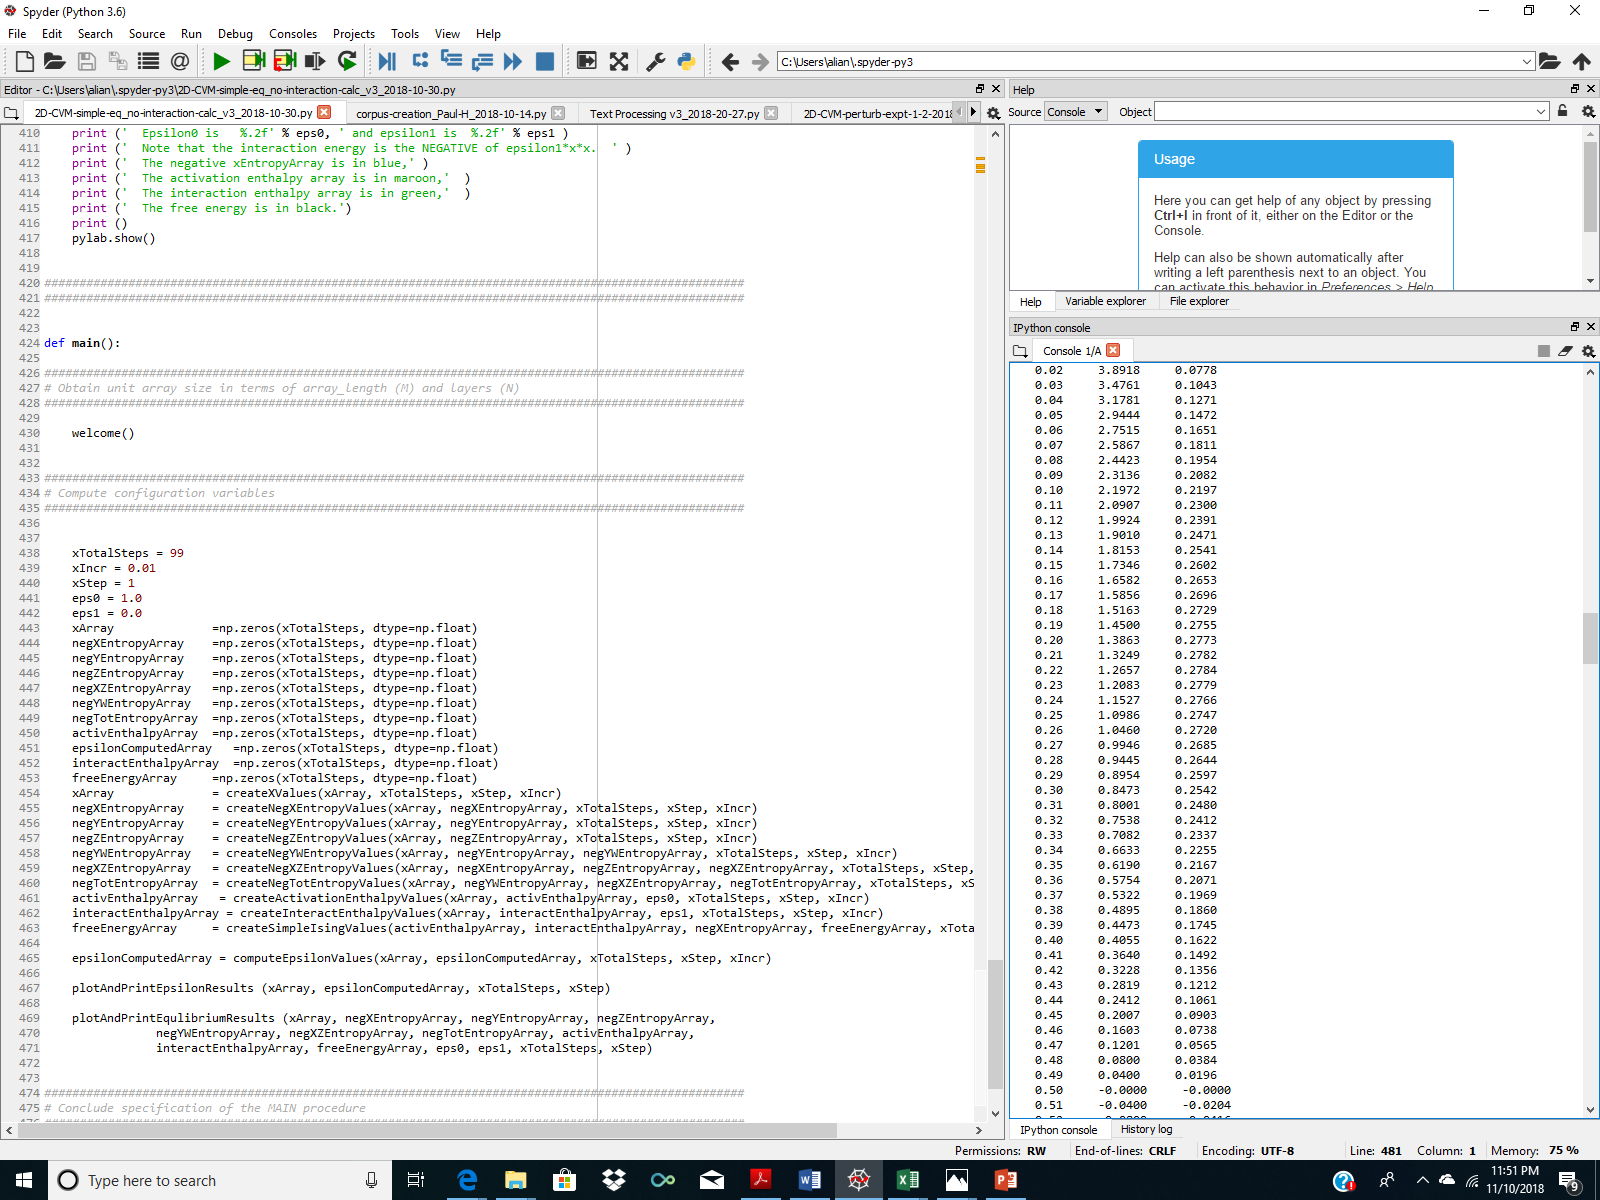 Spyder (Python 3.6)
File Edit Search Source Run Debug Consoles Projects Tools View Help
C:\Users\alian\.spyder-py3
Editor - C:\Users\alian\.spyder-py3\2D-CVM-simple-eq_no-interaction-calc_v3_2018-10-30.py
2D-CVM-simple-eq_no-interaction-calc_v3_2018-10-30.py corpus-creation_Paul-H_2018-10-14.py Text Processing v3_2018-20-27.py 2D-CVM-perturb-expt-1-2-2018
410 print ('  Epsilon0 is   %.2f' % eps0, ' and epsilon1 is  %.2f' % eps1 )
411 print ('  Note that the interaction energy is the NEGATIVE of epsilon1*x*x.  ' )
412 print ('  The negative xEntropyArray is in blue,' )
413 print ('  The activation enthalpy array is in maroon,'  )
414 print ('  The interaction enthalpy array is in green,'  )
415 print ('  The free energy is in black.')
416 print ()
417 pylab.show()
418
419
420 ####################################################################################################
421 ####################################################################################################
422
423
424 def main():
425
426 ####################################################################################################
427 # Obtain unit array size in terms of array_length (M) and layers (N)
428 ####################################################################################################
429
430 welcome()
431
432
433 ####################################################################################################
434 # Compute configuration variables
435 ####################################################################################################
436
437
438 xTotalSteps = 99
439 xIncr = 0.01
440 xStep = 1
441 eps0 = 1.0
442 eps1 = 0.0
443 xArray              =np.zeros(xTotalSteps, dtype=np.float)
444 negXEntropyArray    =np.zeros(xTotalSteps, dtype=np.float)
445 negYEntropyArray    =np.zeros(xTotalSteps, dtype=np.float)
446 negZEntropyArray    =np.zeros(xTotalSteps, dtype=np.float)
447 negXZEntropyArray   =np.zeros(xTotalSteps, dtype=np.float)
448 negYWEntropyArray   =np.zeros(xTotalSteps, dtype=np.float)
449 negTotEntropyArray  =np.zeros(xTotalSteps, dtype=np.float)
450 activEnthalpyArray  =np.zeros(xTotalSteps, dtype=np.float)
451 epsilonComputedArray   =np.zeros(xTotalSteps, dtype=np.float)
452 interactEnthalpyArray  =np.zeros(xTotalSteps, dtype=np.float)
453 freeEnergyArray     =np.zeros(xTotalSteps, dtype=np.float)
454 xArray              = createXValues(xArray, xTotalSteps, xStep, xIncr)
455 negXEntropyArray    = createNegXEntropyValues(xArray, negXEntropyArray, xTotalSteps, xStep, xIncr)
456 negYEntropyArray    = createNegYEntropyValues(xArray, negYEntropyArray, xTotalSteps, xStep, xIncr)
457 negZEntropyArray    = createNegZEntropyValues(xArray, negZEntropyArray, xTotalSteps, xStep, xIncr)
458 negYWEntropyArray   = createNegYWEntropyValues(xArray, negYEntropyArray, negYWEntropyArray, xTotalSteps, xStep, xIncr)
459 negXZEntropyArray   = createNegXZEntropyValues(xArray, negXEntropyArray, negZEntropyArray, negXZEntropyArray, xTotalSteps, xStep,
460 negTotEntropyArray  = createNegTotEntropyValues(xArray, negYWEntropyArray, negXZEntropyArray, negTotEntropyArray, xTotalSteps, xS
461 activEnthalpyArray   = createActivationEnthalpyValues(xArray, activEnthalpyArray, eps0, xTotalSteps, xStep, xIncr)
462 interactEnthalpyArray = createInteractEnthalpyValues(xArray, interactEnthalpyArray, eps1, xTotalSteps, xStep, xIncr)
463 freeEnergyArray     = createSimpleIsingValues(activEnthalpyArray, interactEnthalpyArray, negXEntropyArray, freeEnergyArray, xTota
464
465 epsilonComputedArray = computeEpsilonValues(xArray, epsilonComputedArray, xTotalSteps, xStep, xIncr)
466
467 plotAndPrintEpsilonResults (xArray, epsilonComputedArray, xTotalSteps, xStep)
468
469 plotAndPrintEqulibriumResults (xArray, negXEntropyArray, negYEntropyArray, negZEntropyArray,
470 negYWEntropyArray, negXZEntropyArray, negTotEntropyArray, activEnthalpyArray,
471 interactEnthalpyArray, freeEnergyArray, eps0, eps1, xTotalSteps, xStep)
472
473
474 ####################################################################################################
475 # Conclude specification of the MAIN procedure
Help
Source Console Object
Usage
Here you can get help of any object by pressing
Ctrl+I in front of it, either on the Editor or the
Console.
Help can also be shown automatically after
writing a left parenthesis next to an object. You
can activate this behavior in Preferences > Help.
Help Variable explorer File explorer
IPython console
Console 1/A
0.02 3.8918 0.0778
0.03 3.4761 0.1043
0.04 3.1781 0.1271
0.05 2.9444 0.1472
0.06 2.7515 0.1651
0.07 2.5867 0.1811
0.08 2.4423 0.1954
0.09 2.3136 0.2082
0.10 2.1972 0.2197
0.11 2.0907 0.2300
0.12 1.9924 0.2391
0.13 1.9010 0.2471
0.14 1.8153 0.2541
0.15 1.7346 0.2602
0.16 1.6582 0.2653
0.17 1.5856 0.2696
0.18 1.5163 0.2729
0.19 1.4500 0.2755
0.20 1.3863 0.2773
0.21 1.3249 0.2782
0.22 1.2657 0.2784
0.23 1.2083 0.2779
0.24 1.1527 0.2766
0.25 1.0986 0.2747
0.26 1.0460 0.2720
0.27 0.9946 0.2685
0.28 0.9445 0.2644
0.29 0.8954 0.2597
0.30 0.8473 0.2542
0.31 0.8001 0.2480
0.32 0.7538 0.2412
0.33 0.7082 0.2337
0.34 0.6633 0.2255
0.35 0.6190 0.2167
0.36 0.5754 0.2071
0.37 0.5322 0.1969
0.38 0.4895 0.1860
0.39 0.4473 0.1745
0.40 0.4055 0.1622
0.41 0.3640 0.1492
0.42 0.3228 0.1356
0.43 0.2819 0.1212
0.44 0.2412 0.1061
0.45 0.2007 0.0903
0.46 0.1603 0.0738
0.47 0.1201 0.0565
0.48 0.0800 0.0384
0.49 0.0400 0.0196
0.50 -0.0000 -0.0000
0.51 -0.0400 -0.0204
IPython console History log
Permissions: RW End-of-lines: CRLF Encoding: UTF-8 Line: 481 Column: 1 Memory: 75 %
Type here to search
11:51 PM
11/10/2018
9